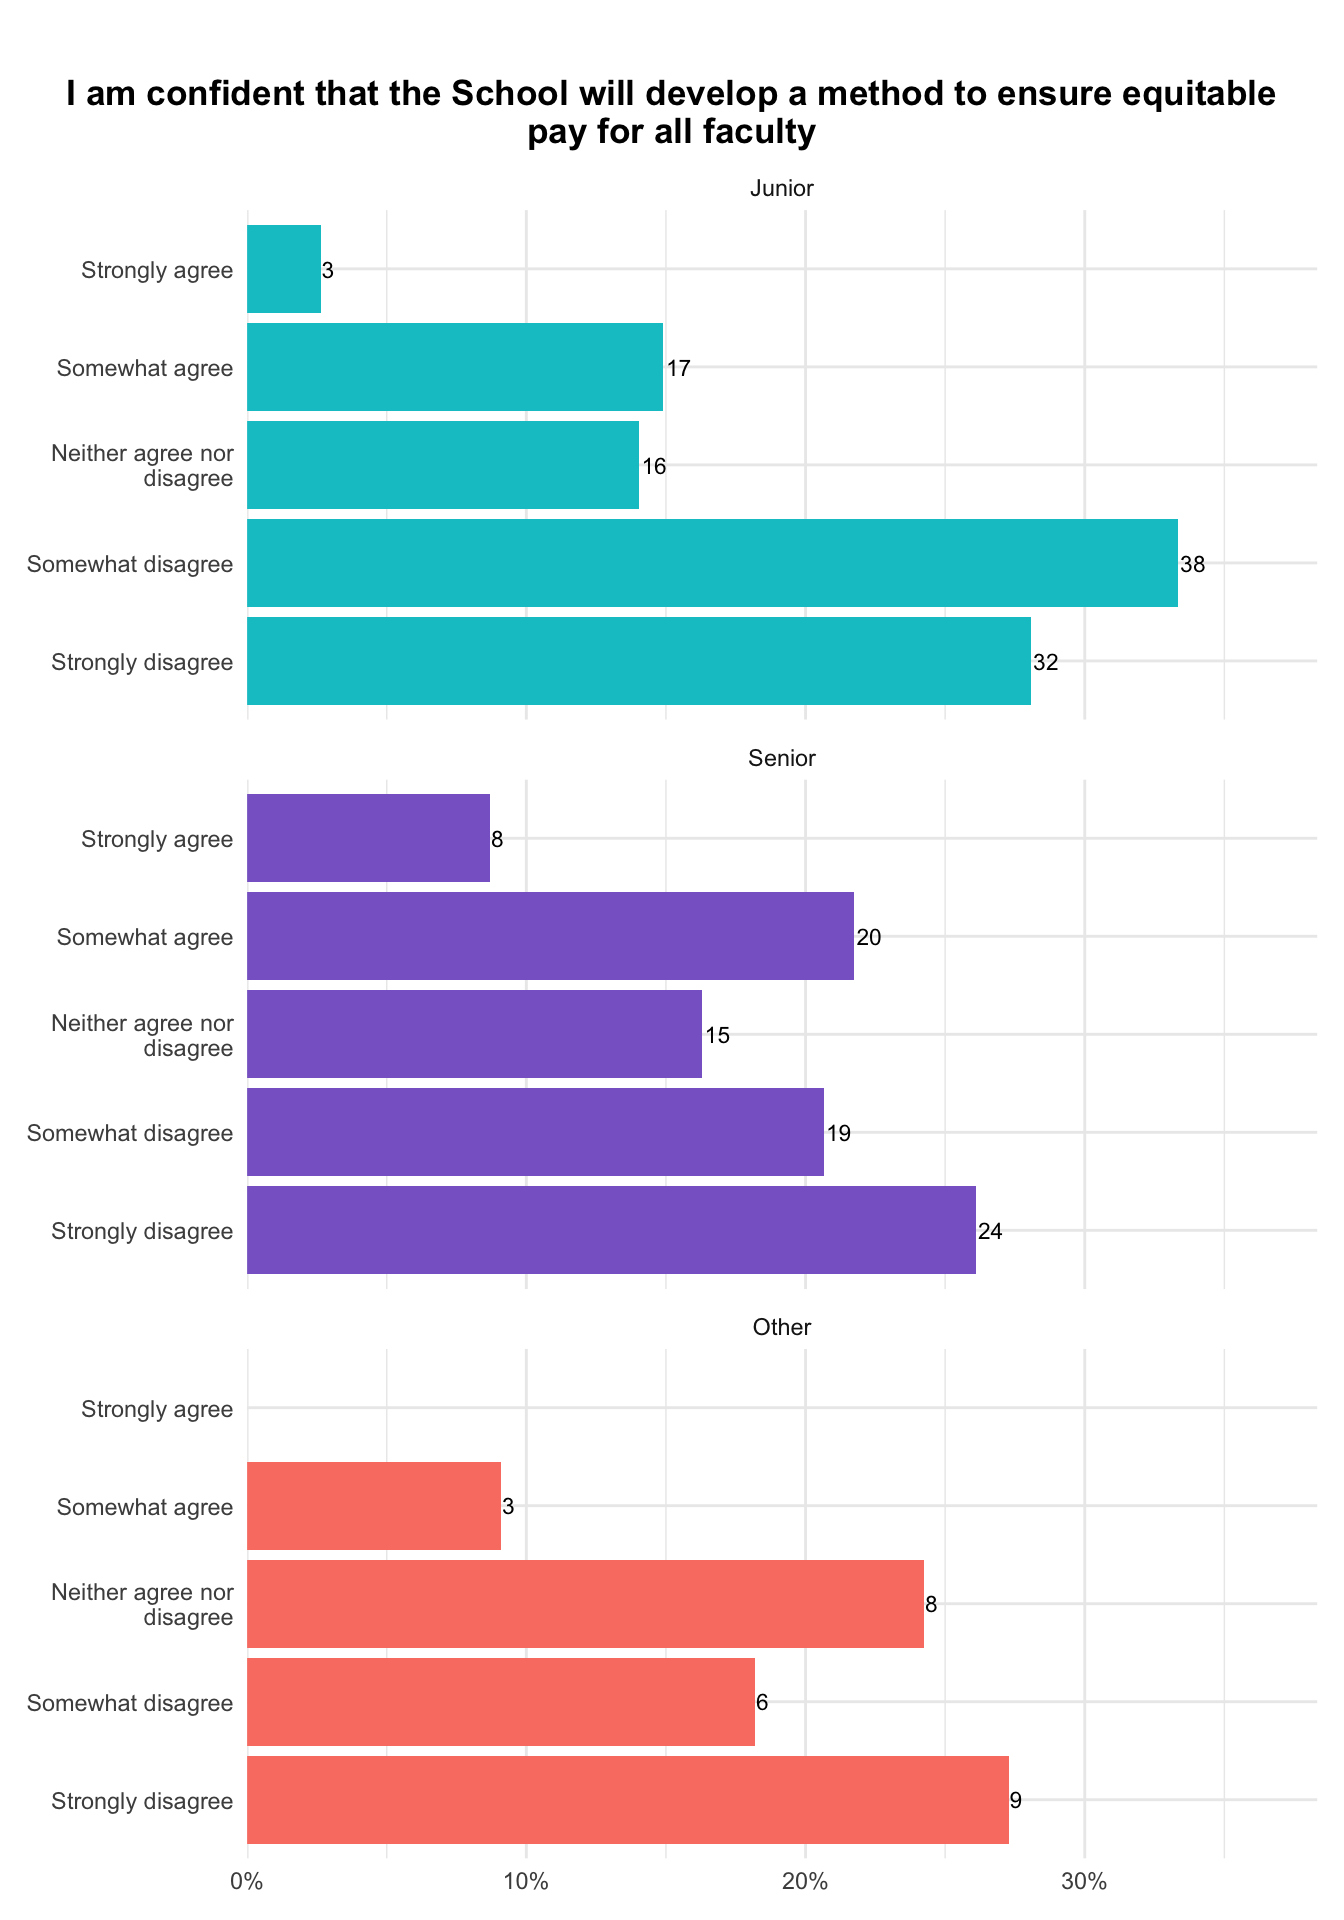 I am confident that the School will develop a method to ensure equitable
pay for all faculty
Junior
Strongly agree
3
Somewhat agree
17
Neither agree nor
disagree
16
Somewhat disagree
38
Strongly disagree
32
Senior
Strongly agree
8
Somewhat agree
20
Neither agree nor
disagree
15
Somewhat disagree
19
Strongly disagree
24
Other
Strongly agree
Somewhat agree
3
Neither agree nor
disagree
8
Somewhat disagree
6
Strongly disagree
9
0% 10% 20% 30%